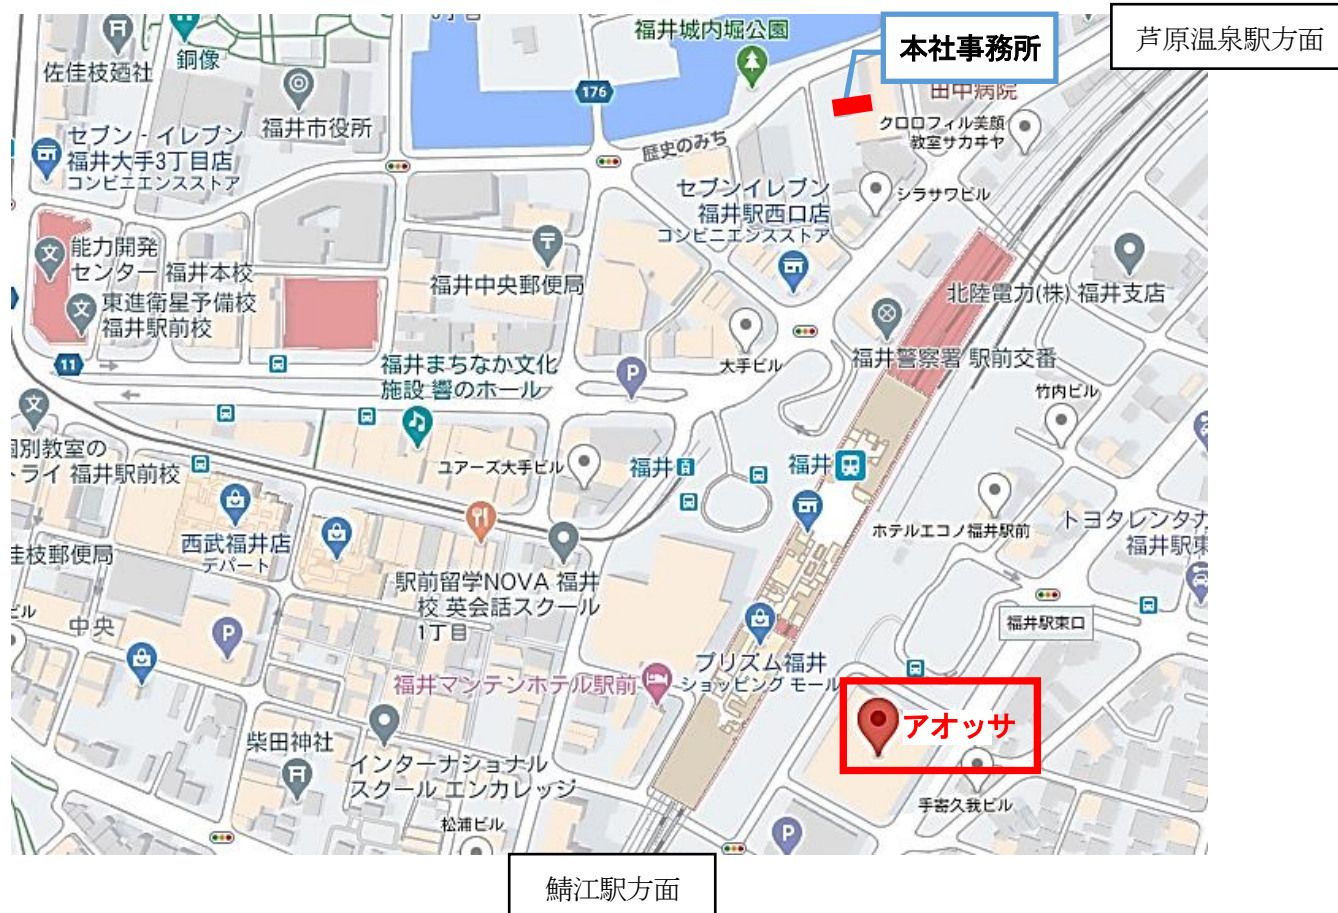 福井城内堀公園
本社事務所
芦原温泉駅方面
佐佳枝廼社
銅像
176
田中病院
福井市役所
クロロフィル美顔
教室サカヰヤ
セブン - イレブン
福井大手3丁目店
コンビニエンスストア
歴史のみち
セブンイレブン
福井駅西口店
コンビニエンスストア
シラサワビル
能力開発
センター 福井本校
東進衛星予備校
福井駅前校
福井中央郵便局
北陸電力(株) 福井支店
11
福井まちなか文化
施設 響のホール
P
大手ビル
福井警察署 駅前交番
竹内ビル
個別教室の
トライ 福井駅前校
ユアーズ大手ビル
福井
福井
ホテルエコノ福井駅前
トヨタレンタカ
福井駅東
西武福井店
デパート
佳枝郵便局
駅前留学NOVA 福井
校 英会話スクール
1丁目
ビル
中央
P
福井駅東口
プリズム福井
ショッピング モール
福井マンテンホテル駅前
アオッサ
柴田神社
インターナショナル
スクール エンカレッジ
手寄久我ビル
松浦ビル
P
鯖江駅方面